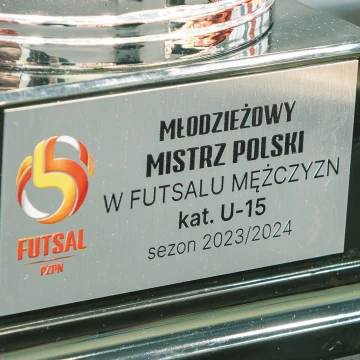 MŁODZIEŻOWY
MISTRZ POLSKI
W FUTSALU MĘŻCZYZN
kat. U-15
sezon 2023/2024
FUTSAL
PZPN